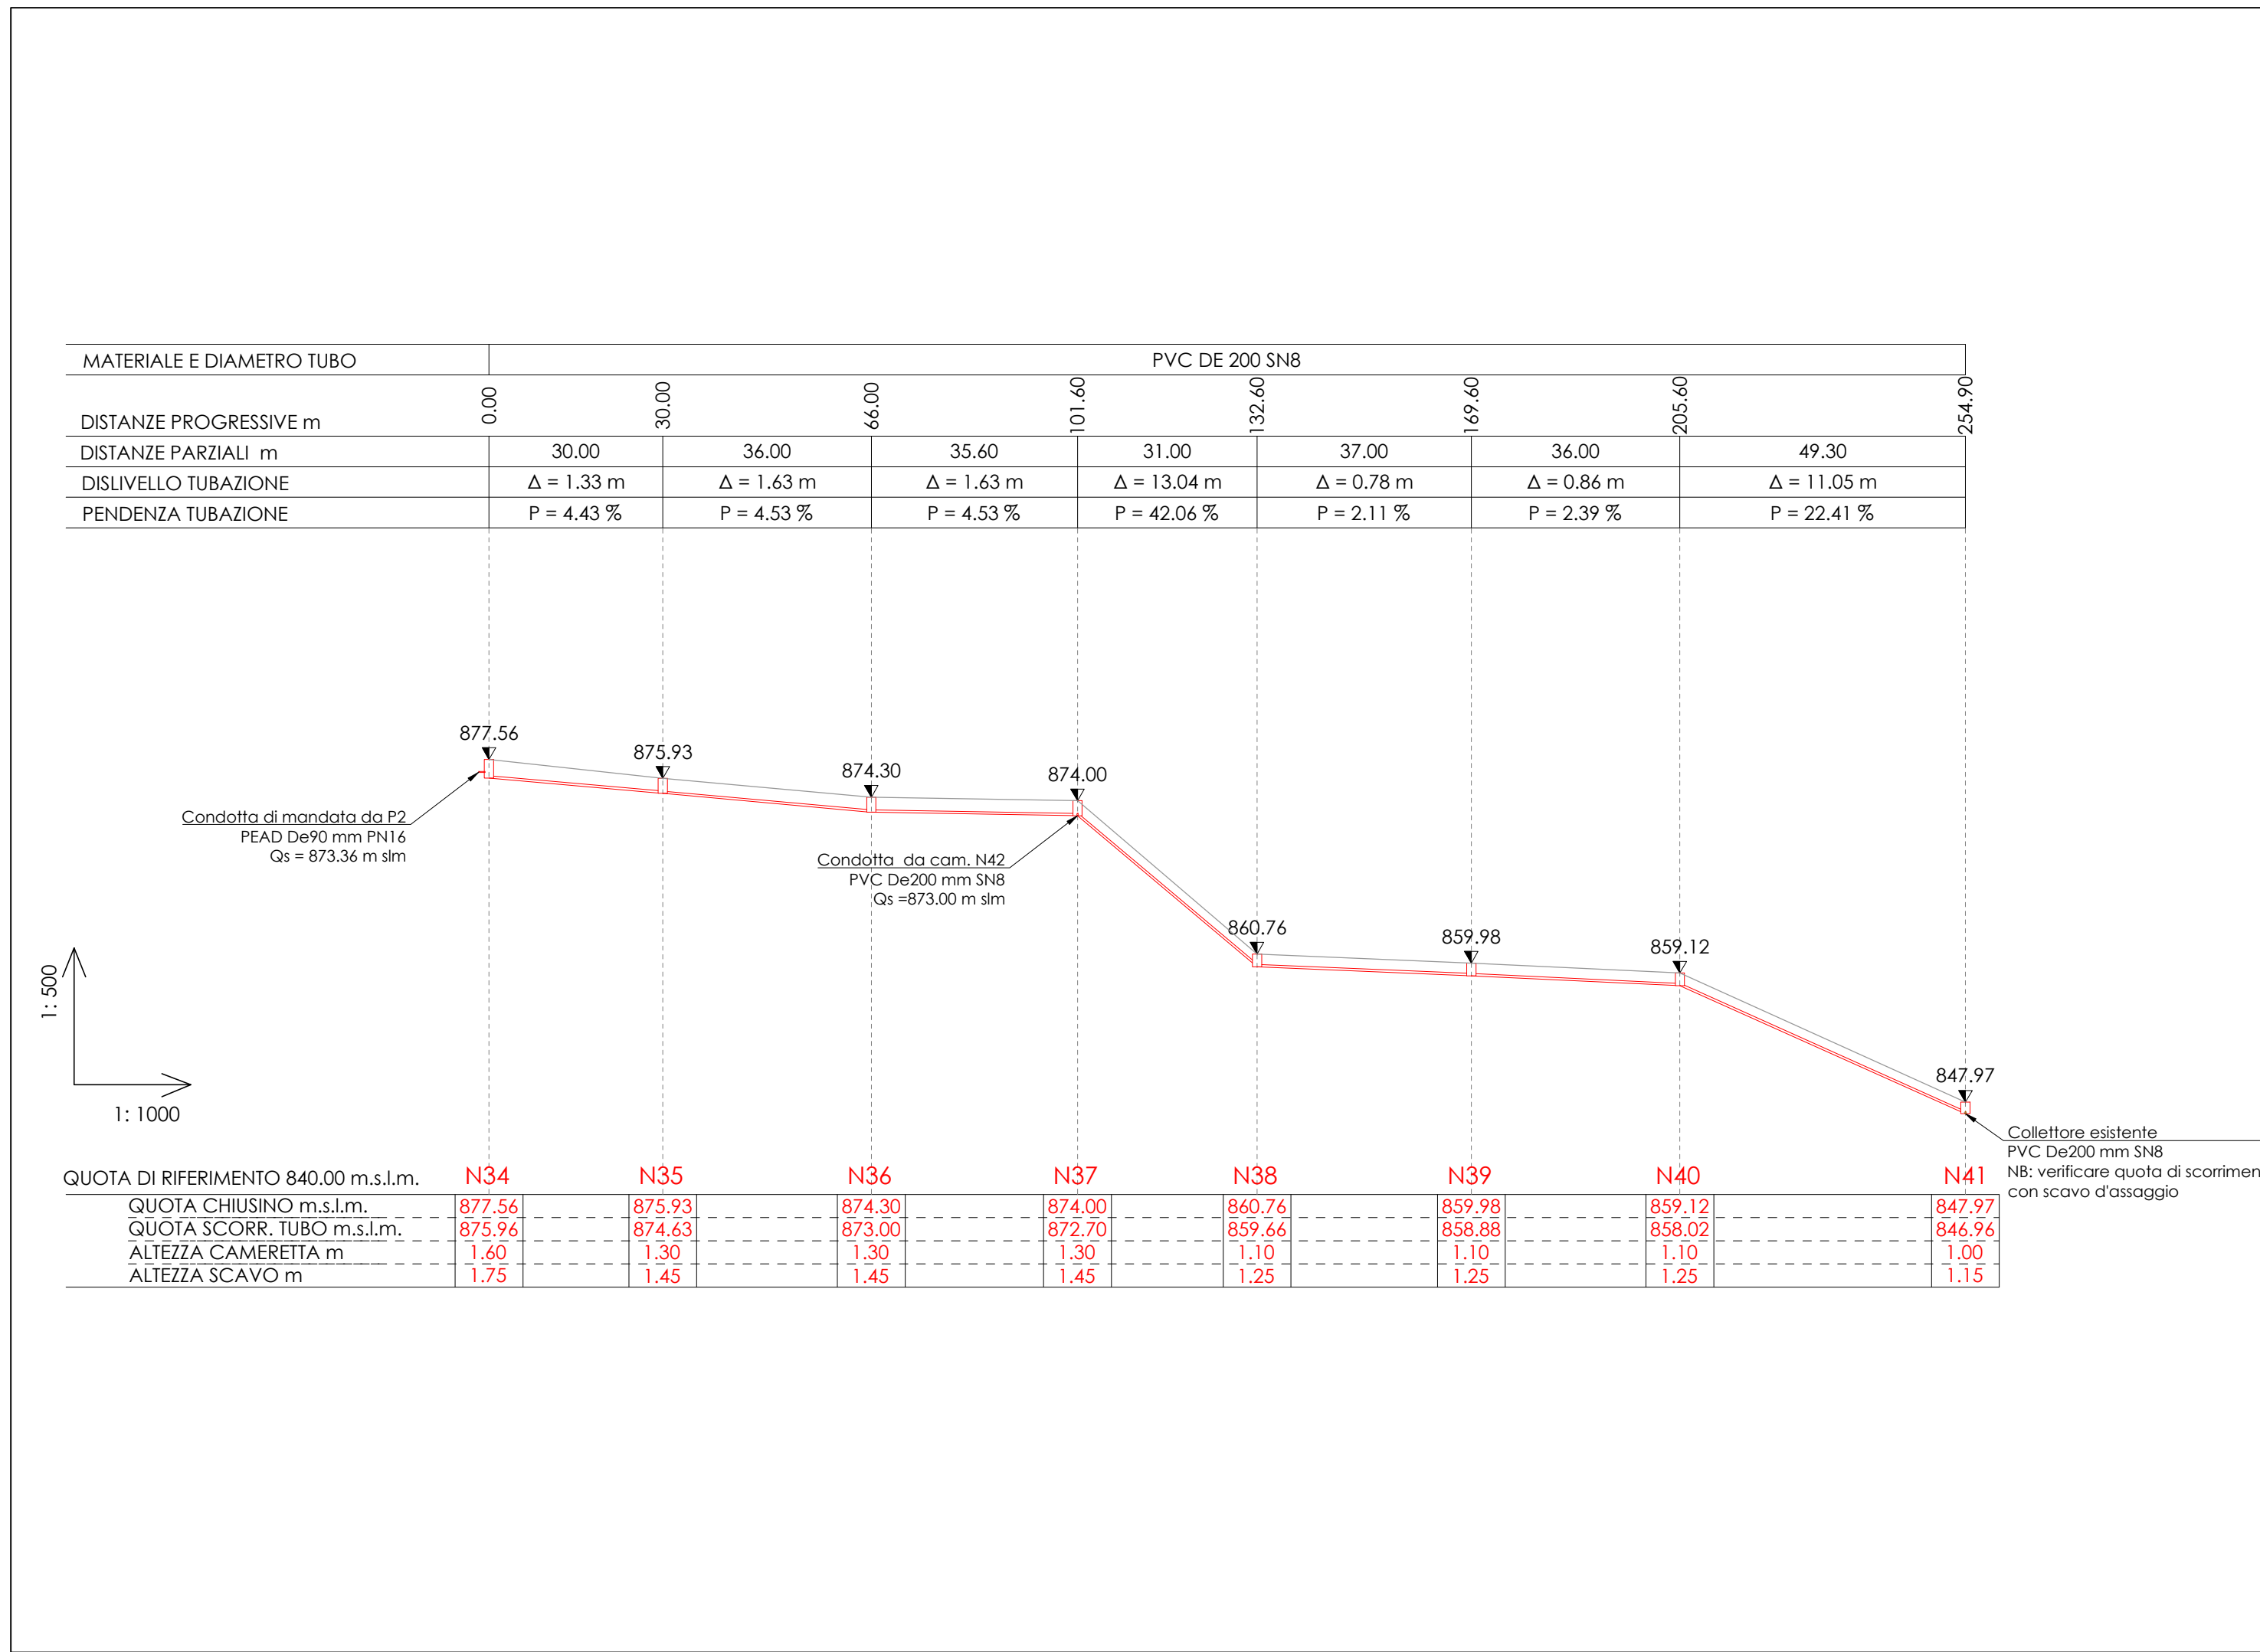 MATERIALE E DIAMETRO TUBO PVC DE 200 SN8
DISTANZE PROGRESSIVE m 0.00 30.00 66.00 101.60 132.60 169.60 205.60 254.90
DISTANZE PARZIALI m 30.00 36.00 35.60 31.00 37.00 36.00 49.30
DISLIVELLO TUBAZIONE Δ = 1.33 m Δ = 1.63 m Δ = 1.63 m Δ = 13.04 m Δ = 0.78 m Δ = 0.86 m Δ = 11.05 m
PENDENZA TUBAZIONE P = 4.43 % P = 4.53 % P = 4.53 % P = 42.06 % P = 2.11 % P = 2.39 % P = 22.41 %
877.56
875.93
874.30
874.00
Condotta di mandata da P2
PEAD De90 mm PN16
Qs = 873.36 m slm
Condotta da cam. N42
PVC De200 mm SN8
Qs =873.00 m slm
860.76
859.98
859.12
847.97
1: 500
1: 1000
Collettore esistente
PVC De200 mm SN8
NB: verificare quota di scorrimen
con scavo d'assaggio
QUOTA DI RIFERIMENTO 840.00 m.s.l.m. N34 N35 N36 N37 N38 N39 N40 N41
QUOTA CHIUSINO m.s.l.m. 877.56 875.93 874.30 874.00 860.76 859.98 859.12 847.97
QUOTA SCORR. TUBO m.s.l.m. 875.96 874.63 873.00 872.70 859.66 858.88 858.02 846.96
ALTEZZA CAMERETTA m 1.60 1.30 1.30 1.30 1.10 1.10 1.10 1.00
ALTEZZA SCAVO m 1.75 1.45 1.45 1.45 1.25 1.25 1.25 1.15